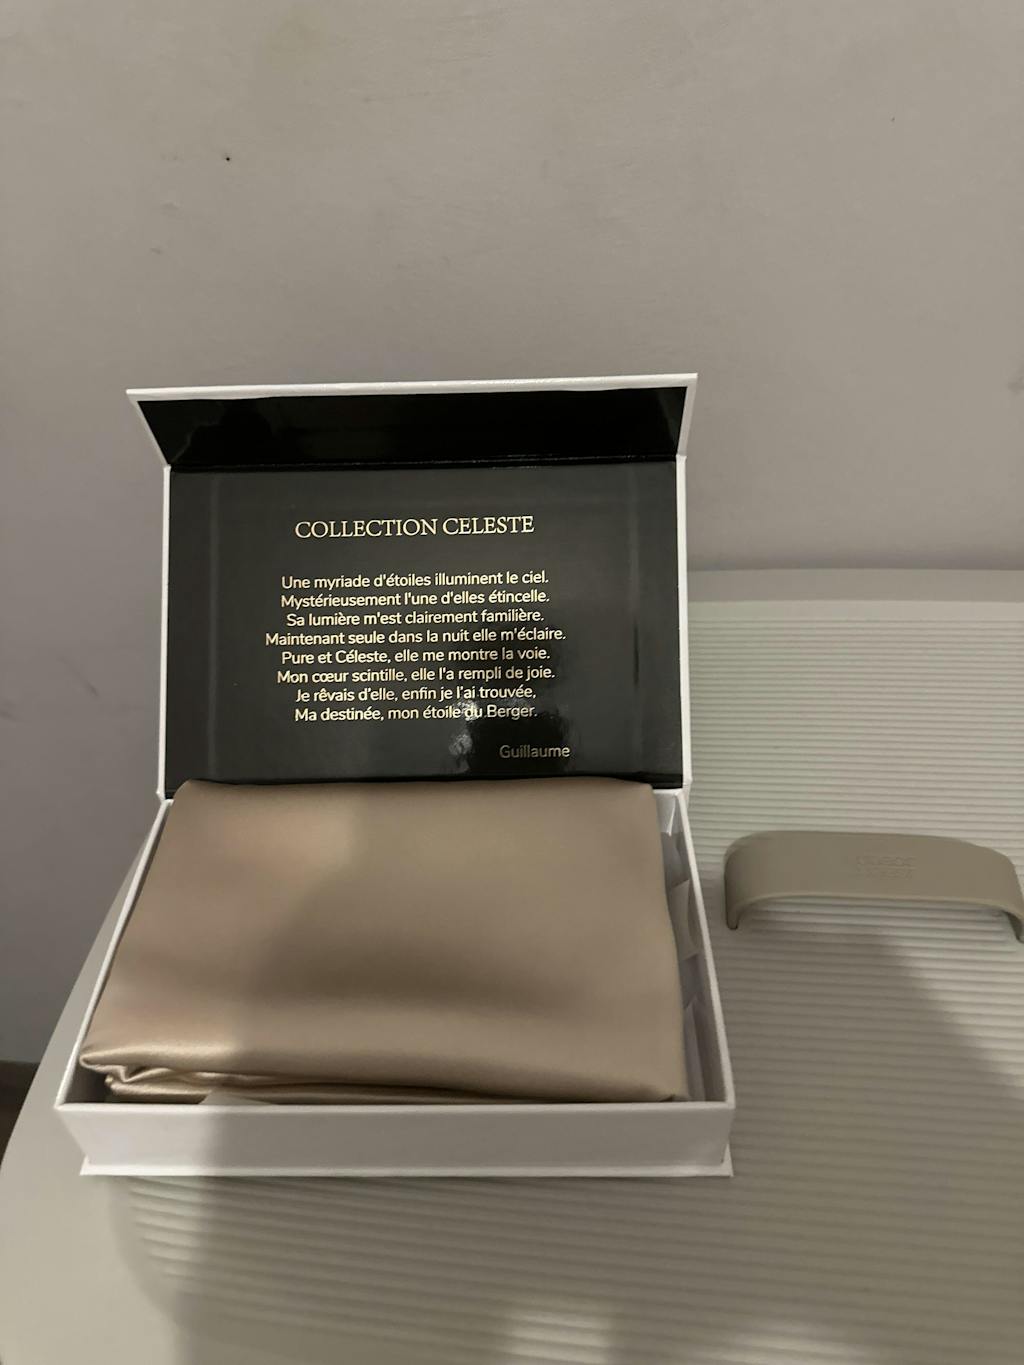 COLLECTION CELESTE
Une myriade d'étoiles illuminent le ciel.
Mystérieusement l'une d'elles étincelle.
Sa lumière m'est clairement familière.
Maintenant seule dans la nuit elle m'éclaire.
Pure et Céleste, elle me montre la voie.
Mon cœur scintille, elle l'a rempli de joie.
Je rêvais d'elle, enfin je l'ai trouvée,
Ma destinée, mon étoile du Berger.
Guillaume